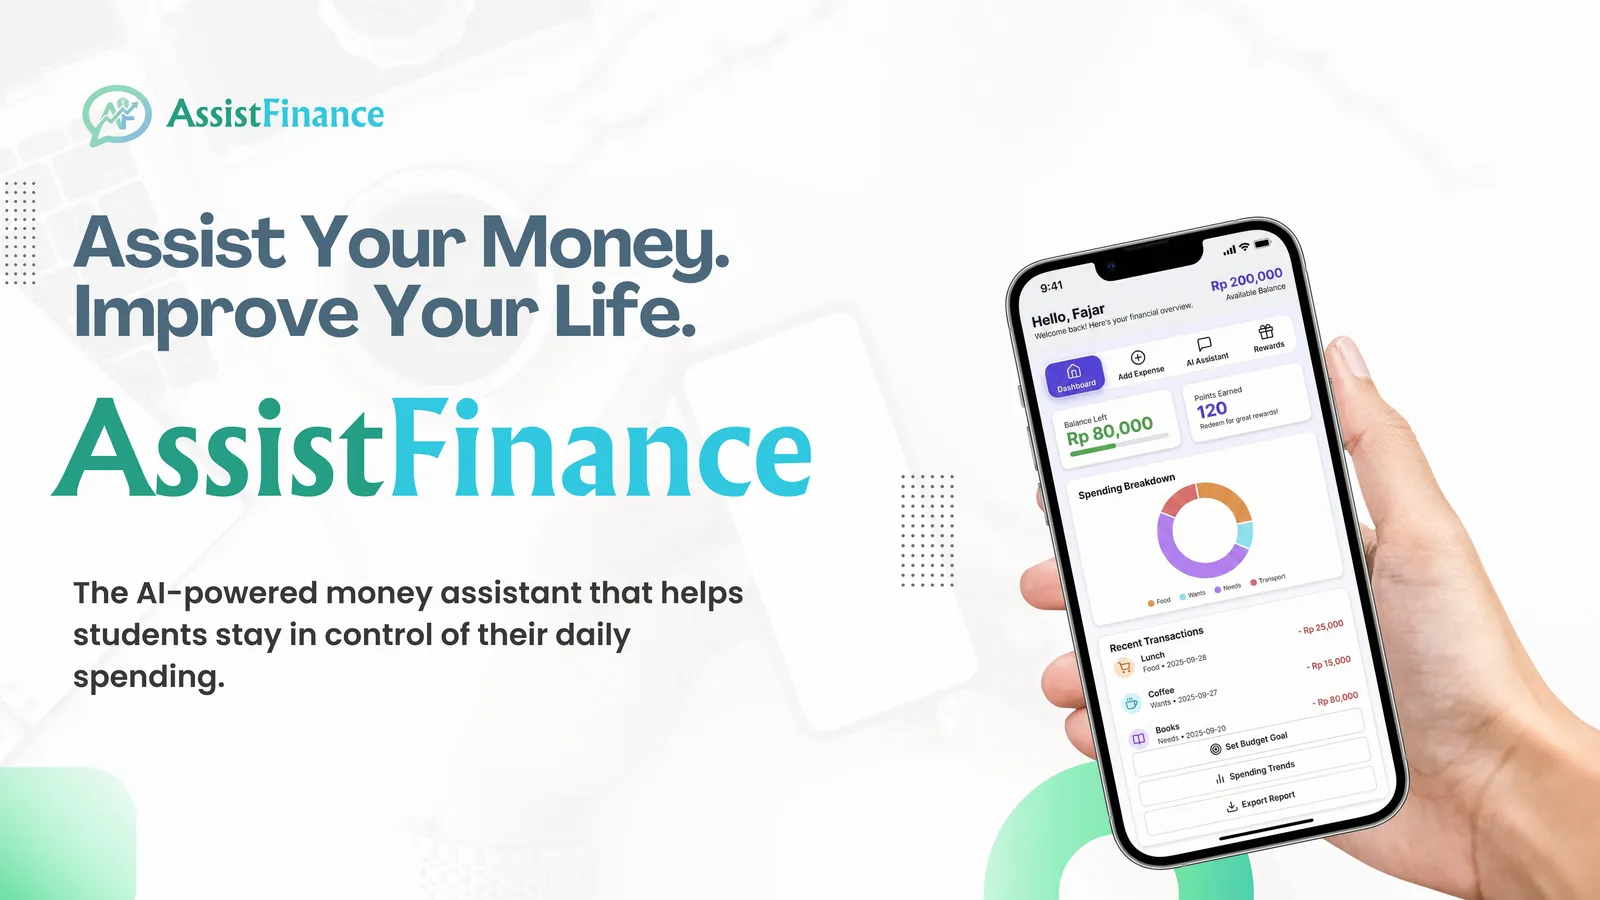 AssistFinance
Assist Your Money.
Improve Your Life.
AssistFinance
The AI-powered money assistant that helps
students stay in control of their daily
spending.
9:41
Rp 200,000
Available Balance
Hello, Fajar
Welcome back! Here's your financial overview.
Dashboard
Add Expense
AI Assistant
Rewards
Balance Left
Rp 80,000
Points Earned
120
Redeem for great rewards!
Spending Breakdown
Food
Wants
Needs
Transport
Recent Transactions
Lunch
- Rp 25,000
Food • 2025-09-28
Coffee
- Rp 15,000
Wants • 2025-09-27
Books
- Rp 80,000
Needs • 2025-09-20
Set Budget Goal
Spending Trends
Export Report